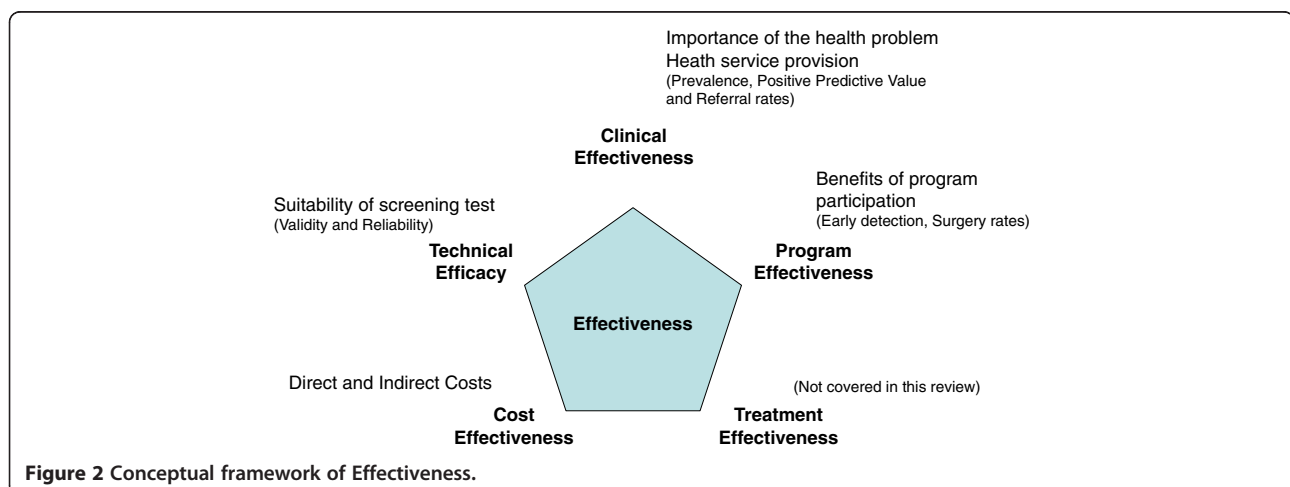 Importance of the health problem
Heath service provision
(Prevalence, Positive Predictive Value
and Referral rates)
Clinical
Effectiveness
Suitability of screening test
(Validity and Reliability)
Technical
Efficacy
Benefits of program
participation
(Early detection, Surgery rates)
Program
Effectiveness
Effectiveness
Direct and Indirect Costs
Cost
Effectiveness
(Not covered in this review)
Treatment
Effectiveness
Figure 2 Conceptual framework of Effectiveness.